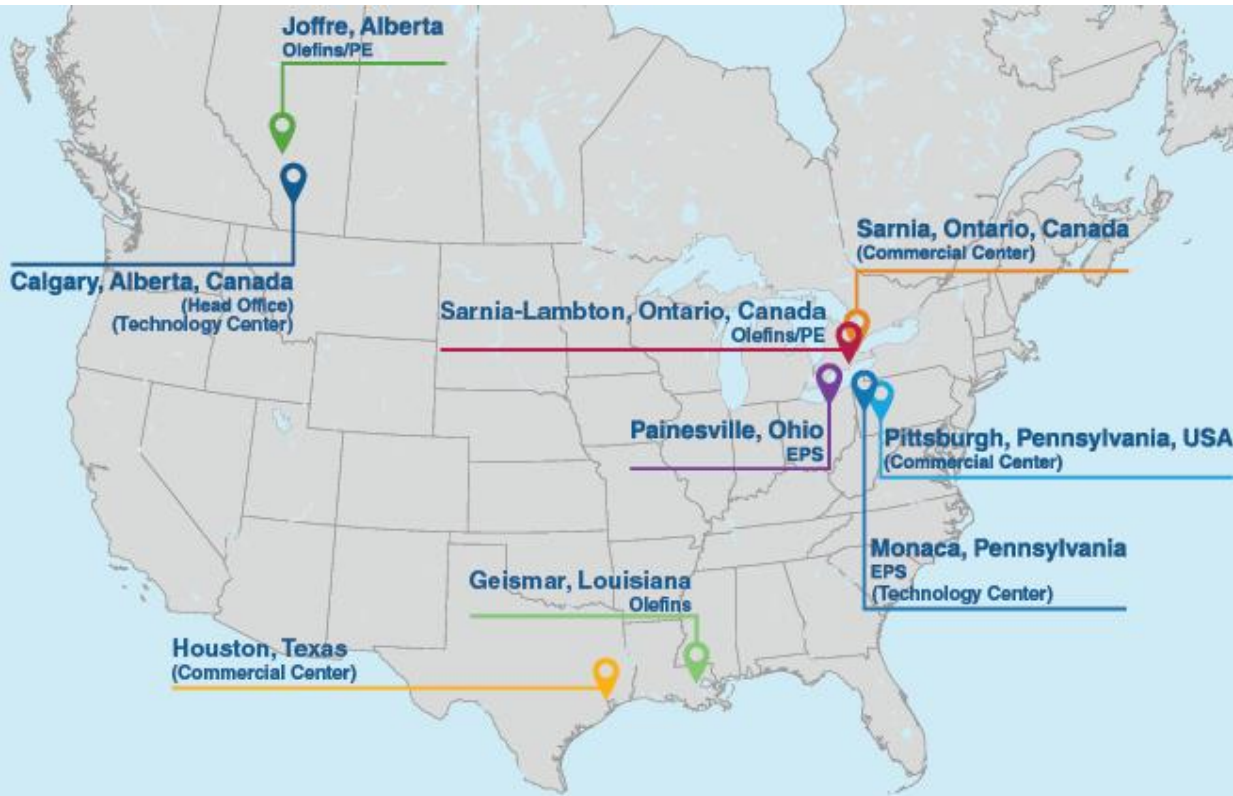 Joffre, Alberta
Olefins/PE
Calgary, Alberta, Canada
(Head Office)
(Technology Center)
Sarnia, Ontario, Canada
(Commercial Center)
Sarnia-Lambton, Ontario, Canada
Olefins/PE
Painesville, Ohio
EPS
Pittsburgh, Pennsylvania, USA
(Commercial Center)
Monaca, Pennsylvania
EPS
(Technology Center)
Geismar, Louisiana
Olefins
Houston, Texas
(Commercial Center)